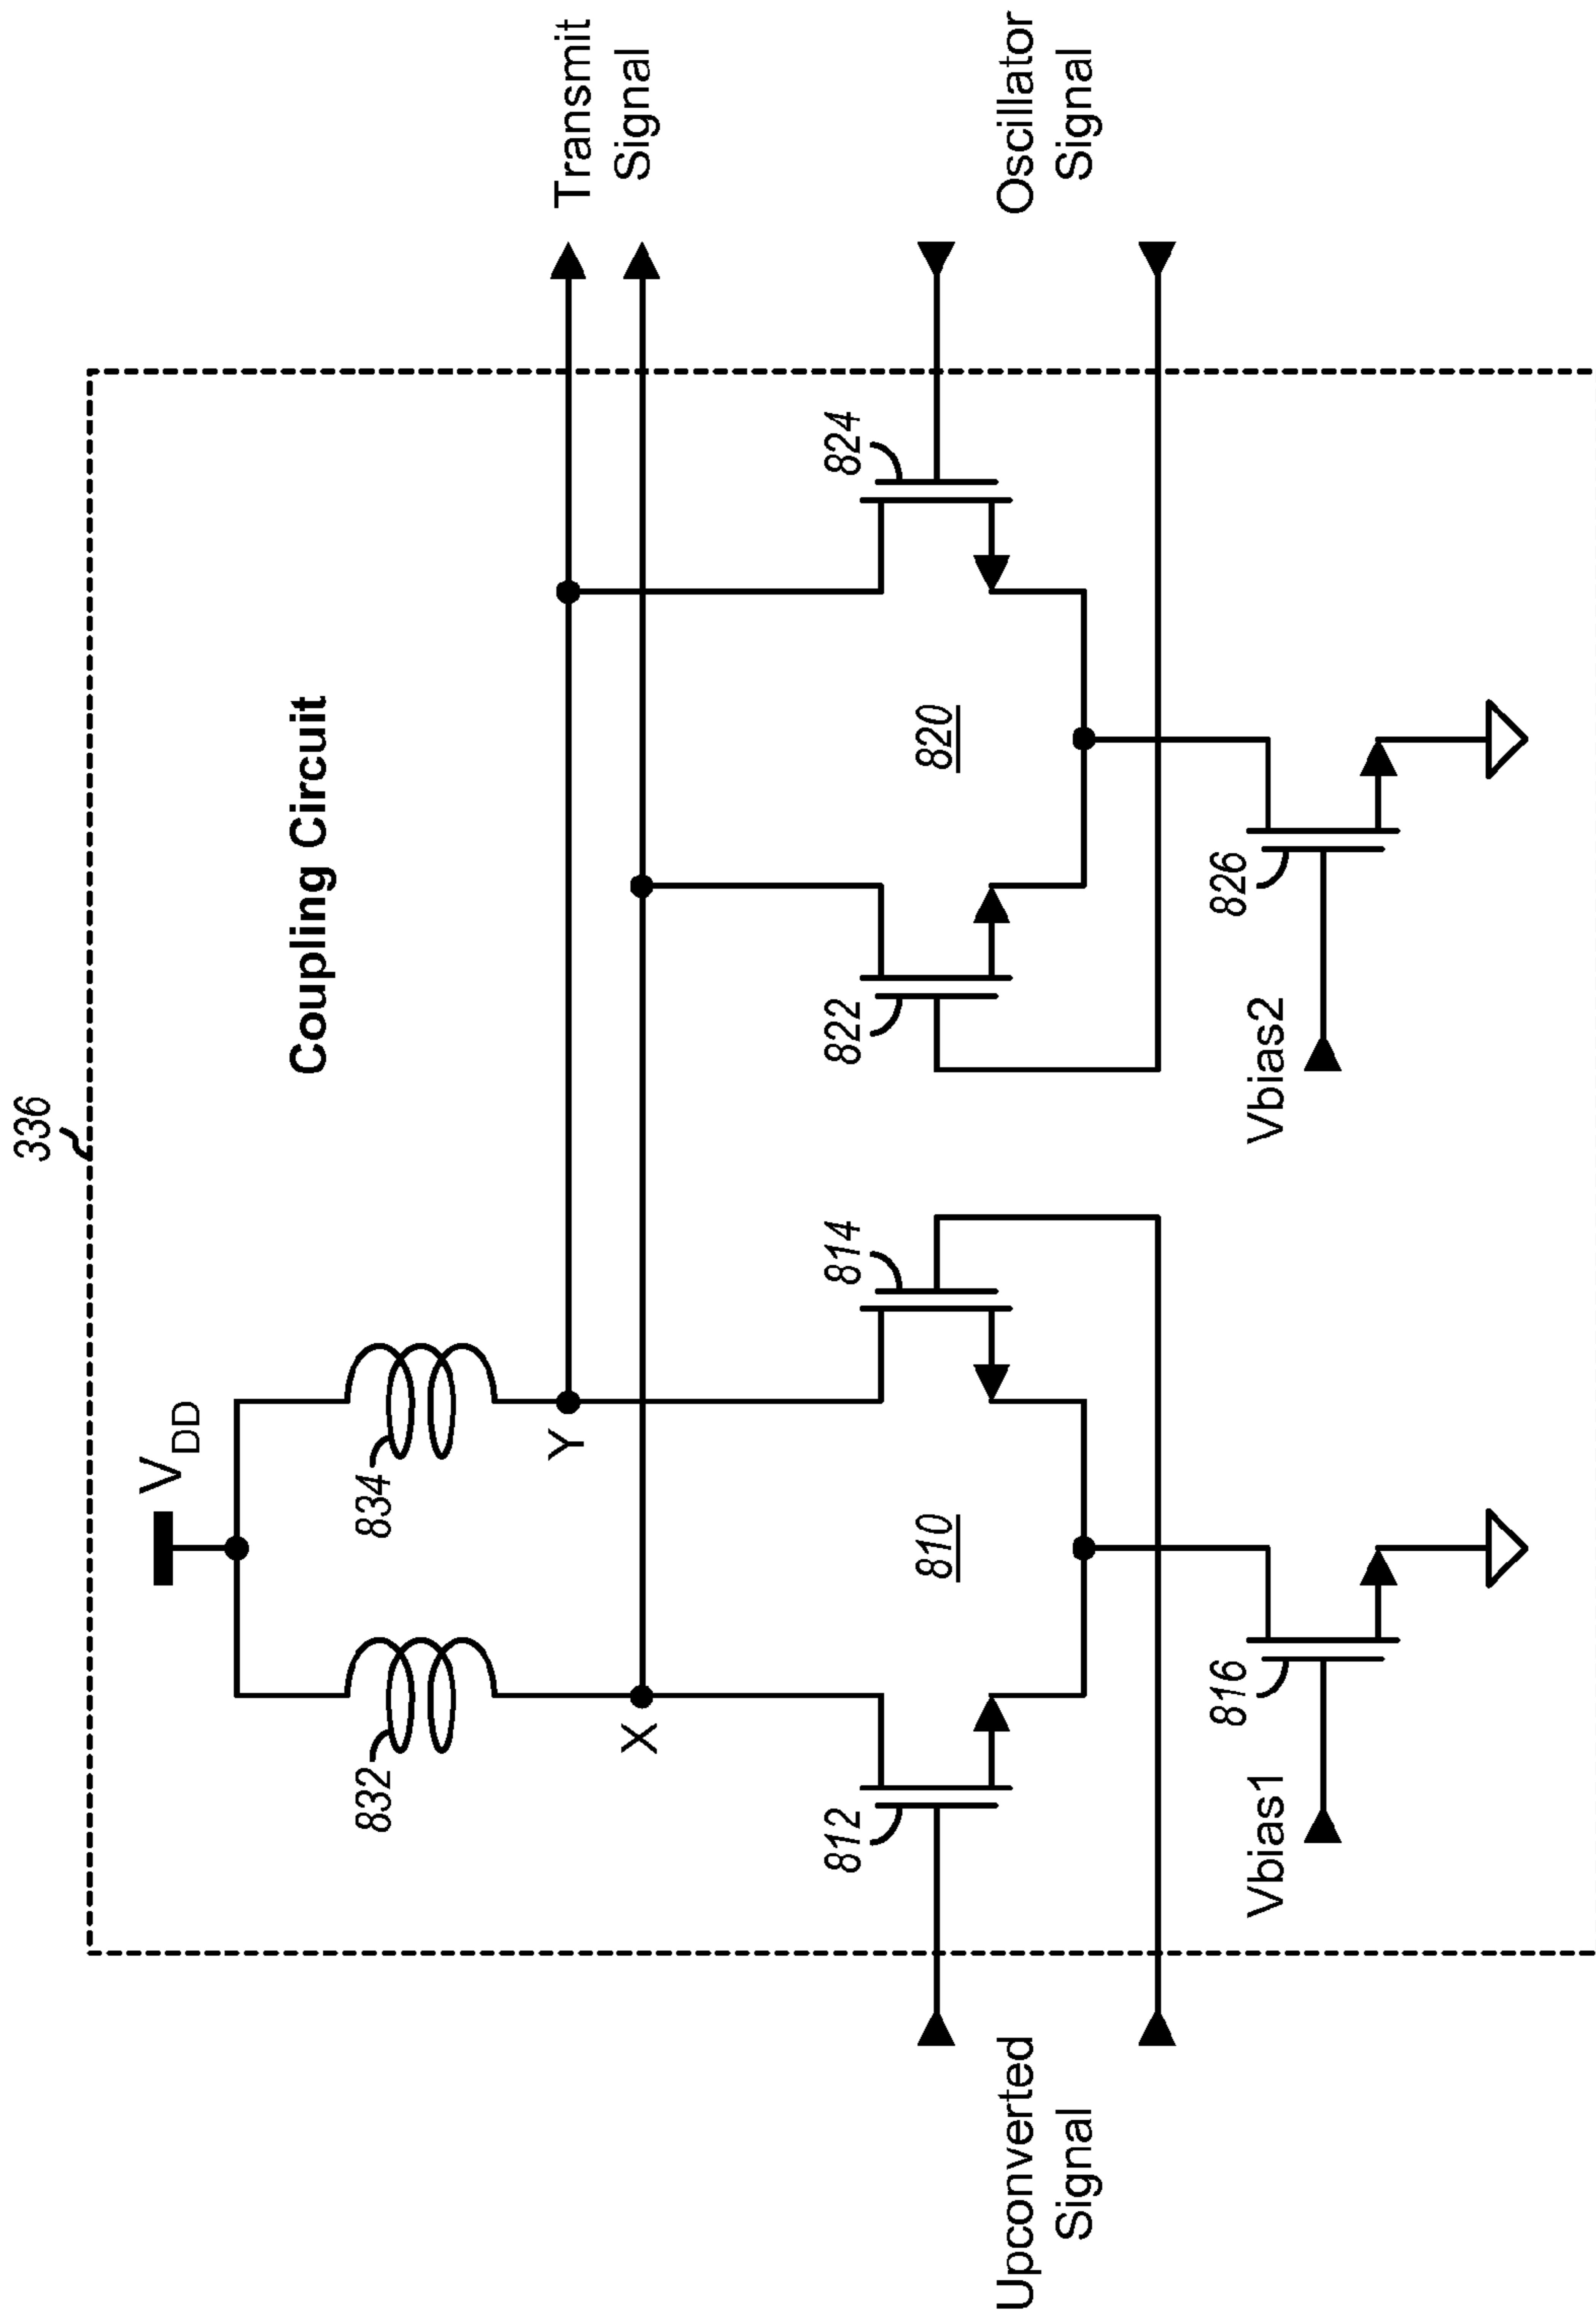 336
Coupling Circuit
V DD
832
834
Transmit
Signal
Y
X
812
814
822
824
810
820
Upconverted
Signal
Oscillator
Signal
816
826
Vbias1
Vbias2